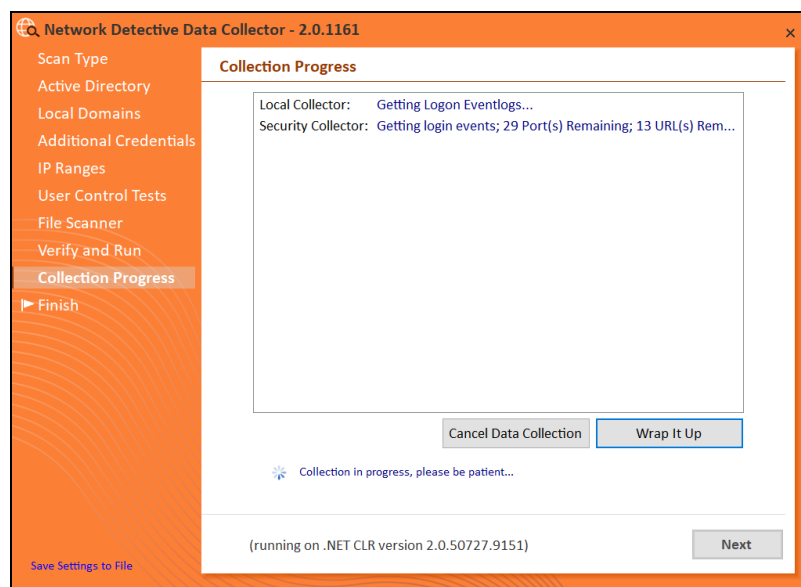 Network Detective Data Collector - 2.0.1161
×
Scan Type
Active Directory
Local Domains
Additional Credentials
IP Ranges
User Control Tests
File Scanner
Verify and Run
Collection Progress
Finish
Save Settings to File
Collection Progress
Local Collector: Getting Logon Eventlogs...
Security Collector: Getting login events; 29 Port(s) Remaining; 13 URL(s) Rem...
Cancel Data Collection
Wrap It Up
Collection in progress, please be patient...
(running on .NET CLR version 2.0.50727.9151)
Next